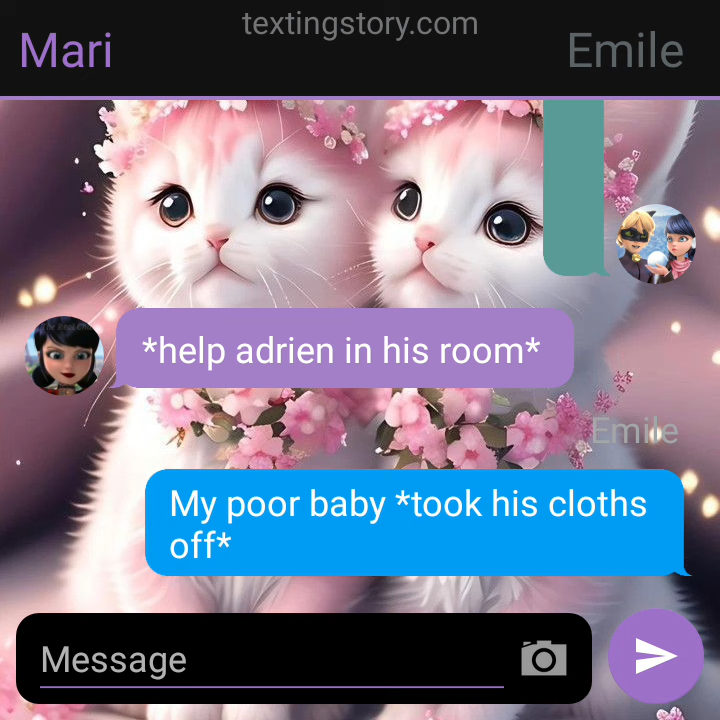 textingstory.com
Mari
Emile
*help adrien in his room*
Emile
My poor baby *took his cloths
off*
Message